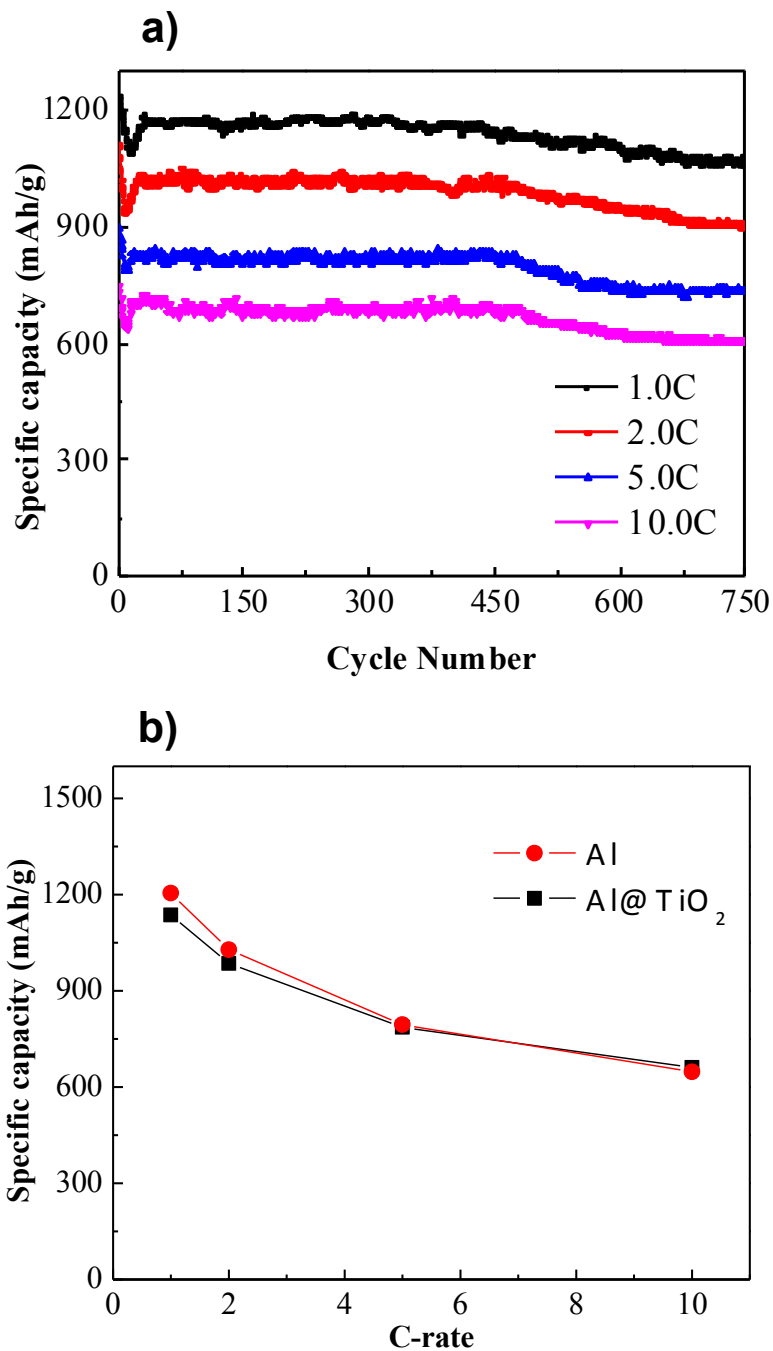 a)
Specific capacity (mAh/g)
1200
900
600
300
0
1.0C
2.0C
5.0C
10.0C
0 150 300 450 600 750
Cycle Number
b)
Specific capacity (mAh/g)
1500
1200
900
600
300
0
Al
Al@TiO₂
0 2 4 6 8 10
C-rate